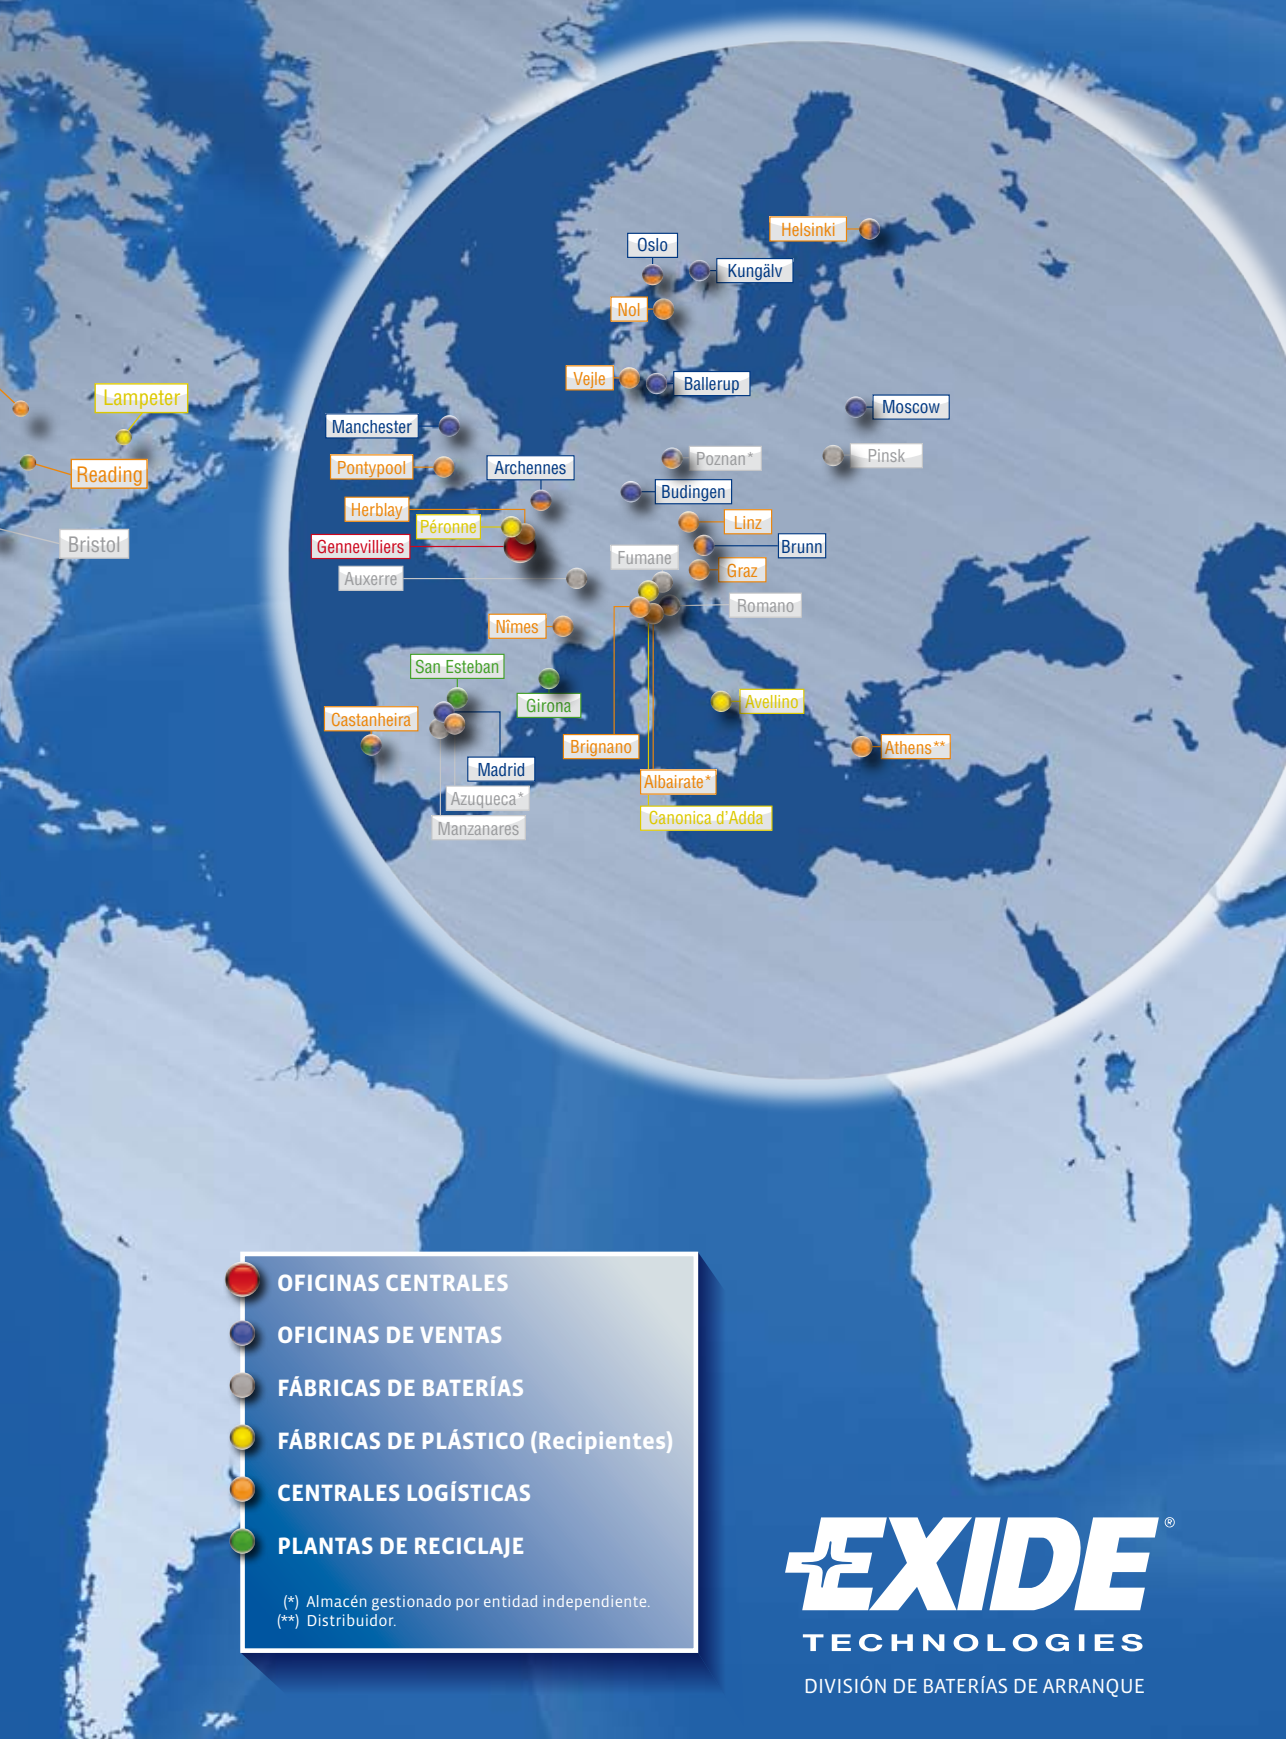 Helsinki
Oslo
Kungälv
Nol
Vejle
Ballerup
Lampeter
Moscow
Manchester
Poznan*
Pinsk
Pontypool
Archennes
Reading
Budingen
Herblay
Péronne
Linz
Bristol
Gennevilliers
Brunn
Fumane
Graz
Auxerre
Romano
Nîmes
San Esteban
Girona
Avellino
Castanheira
Brignano
Athens**
Madrid
Albairate*
Azuqueca*
Canonica d'Adda
Manzanares
OFICINAS CENTRALES
OFICINAS DE VENTAS
FÁBRICAS DE BATERÍAS
FÁBRICAS DE PLÁSTICO (Recipientes)
CENTRALES LOGÍSTICAS
PLANTAS DE RECICLAJE
(*) Almacén gestionado por entidad independiente.
(**) Distribuidor.
EXIDE®
TECHNOLOGIES
DIVISIÓN DE BATERÍAS DE ARRANQUE